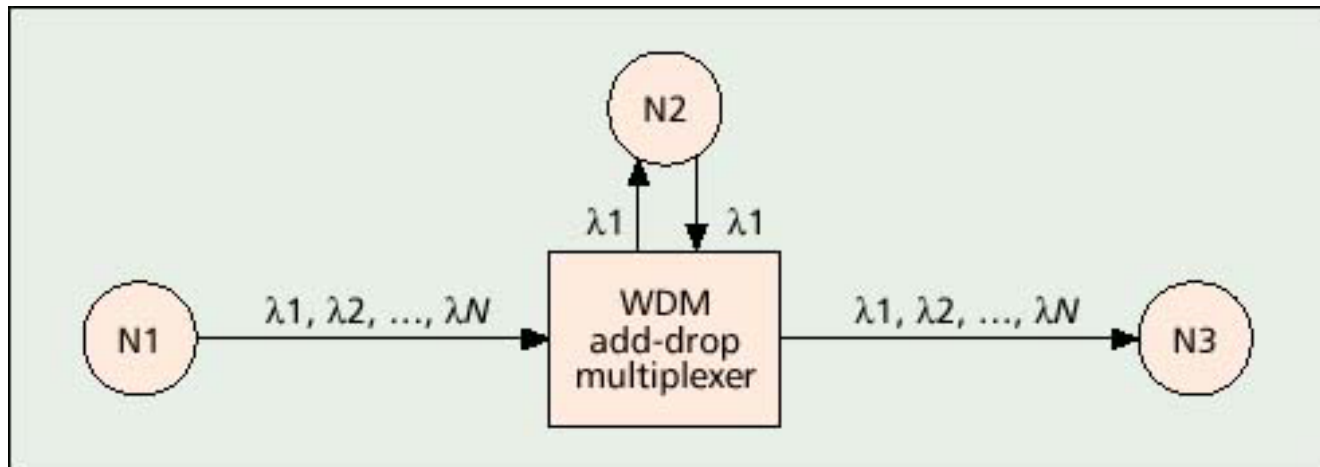 N2
λ1 λ1
N1
λ1, λ2, ..., λN
WDM
add-drop
multiplexer
λ1, λ2, ..., λN
N3